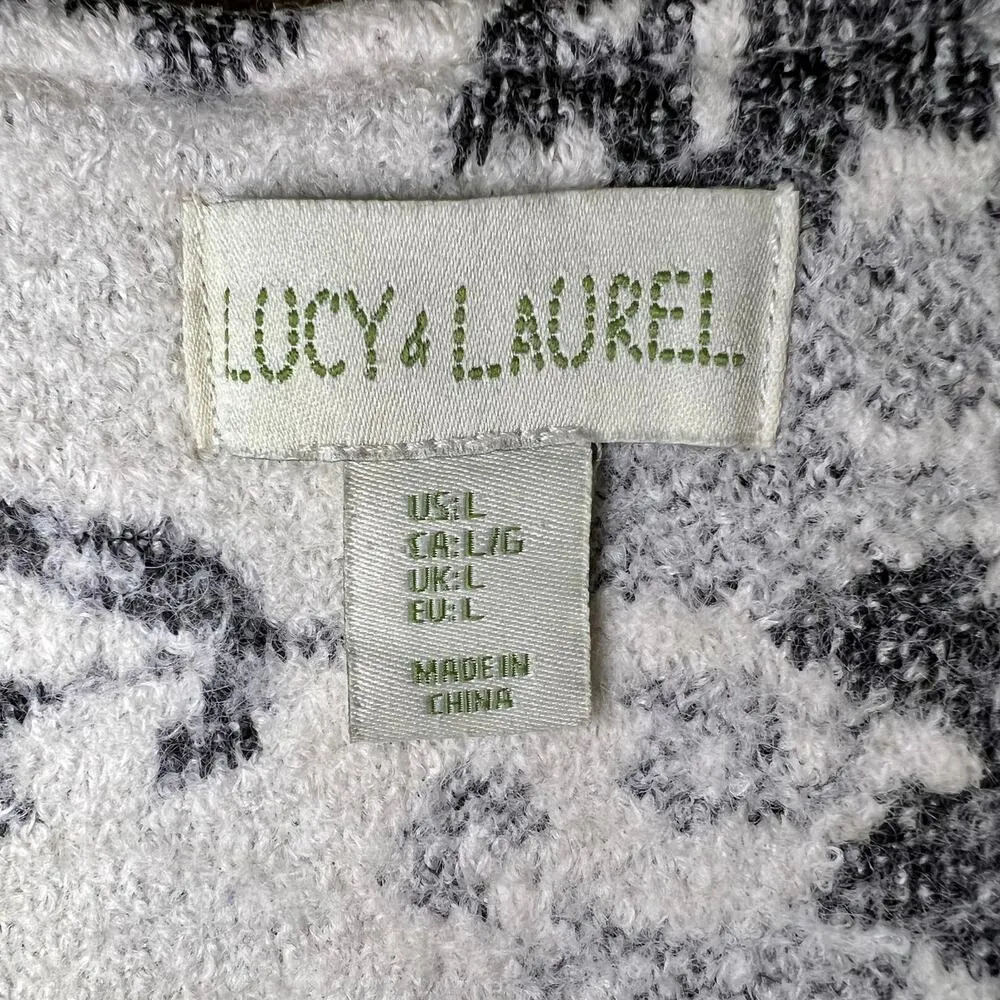 LUCY & LAUREL
US: L
CA: L/G
UK: L
EU: L
MADE IN
CHINA